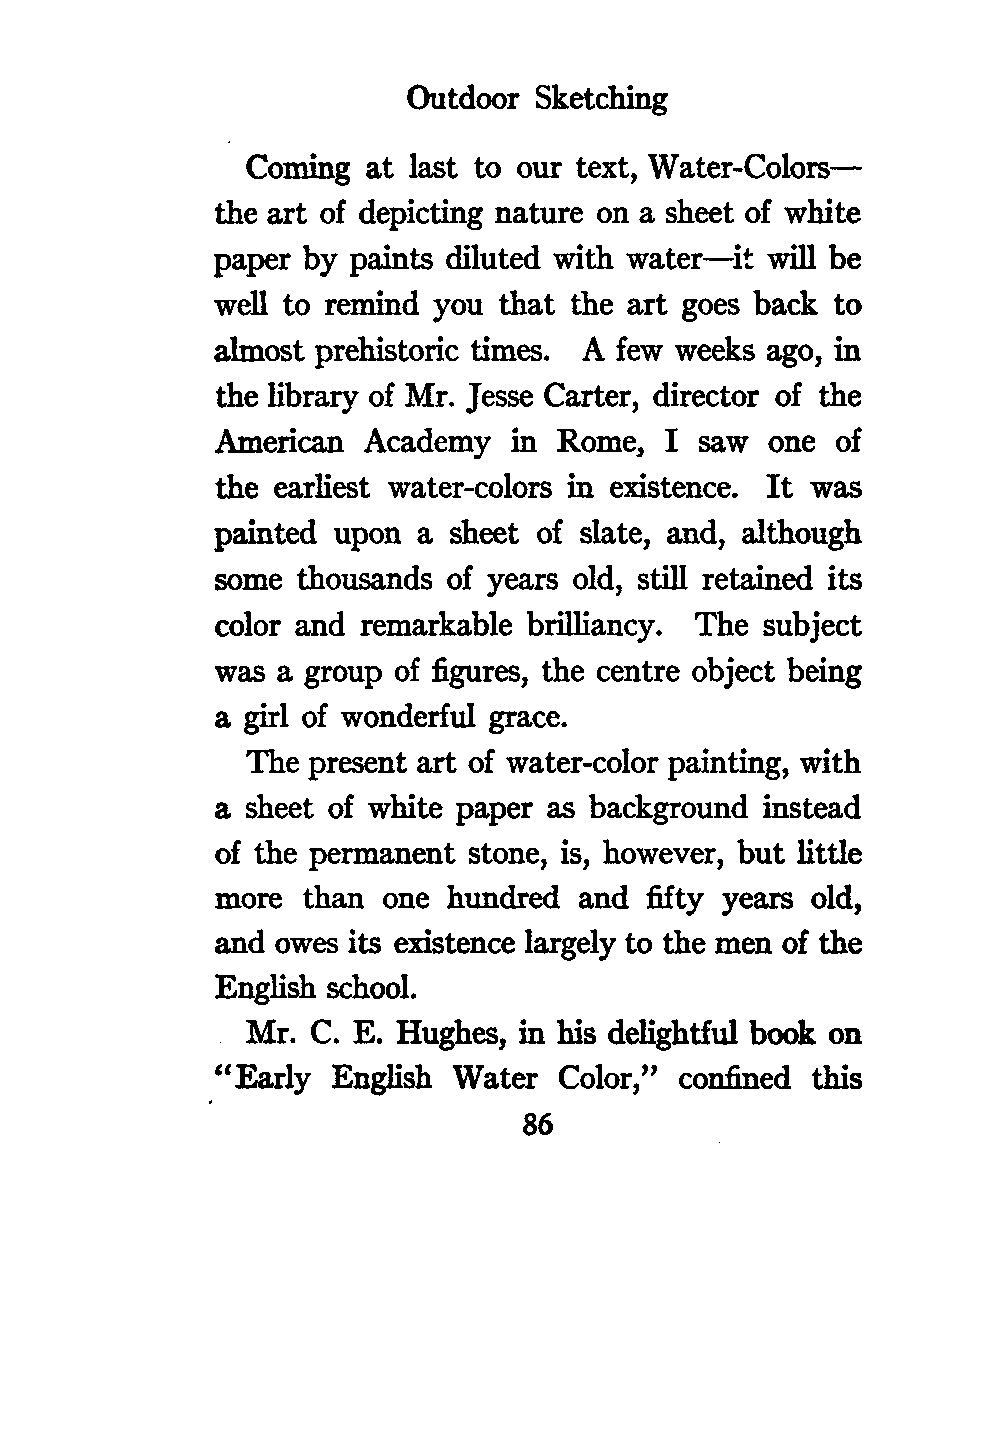 Outdoor Sketching
Coming at last to our text, Water-Colors—
the art of depicting nature on a sheet of white
paper by paints diluted with water—it will be
well to remind you that the art goes back to
almost prehistoric times. A few weeks ago, in
the library of Mr. Jesse Carter, director of the
American Academy in Rome, I saw one of
the earliest water-colors in existence. It was
painted upon a sheet of slate, and, although
some thousands of years old, still retained its
color and remarkable brilliancy. The subject
was a group of figures, the centre object being
a girl of wonderful grace.
The present art of water-color painting, with
a sheet of white paper as background instead
of the permanent stone, is, however, but little
more than one hundred and fifty years old,
and owes its existence largely to the men of the
English school.
Mr. C. E. Hughes, in his delightful book on
“Early English Water Color,” confined this
86